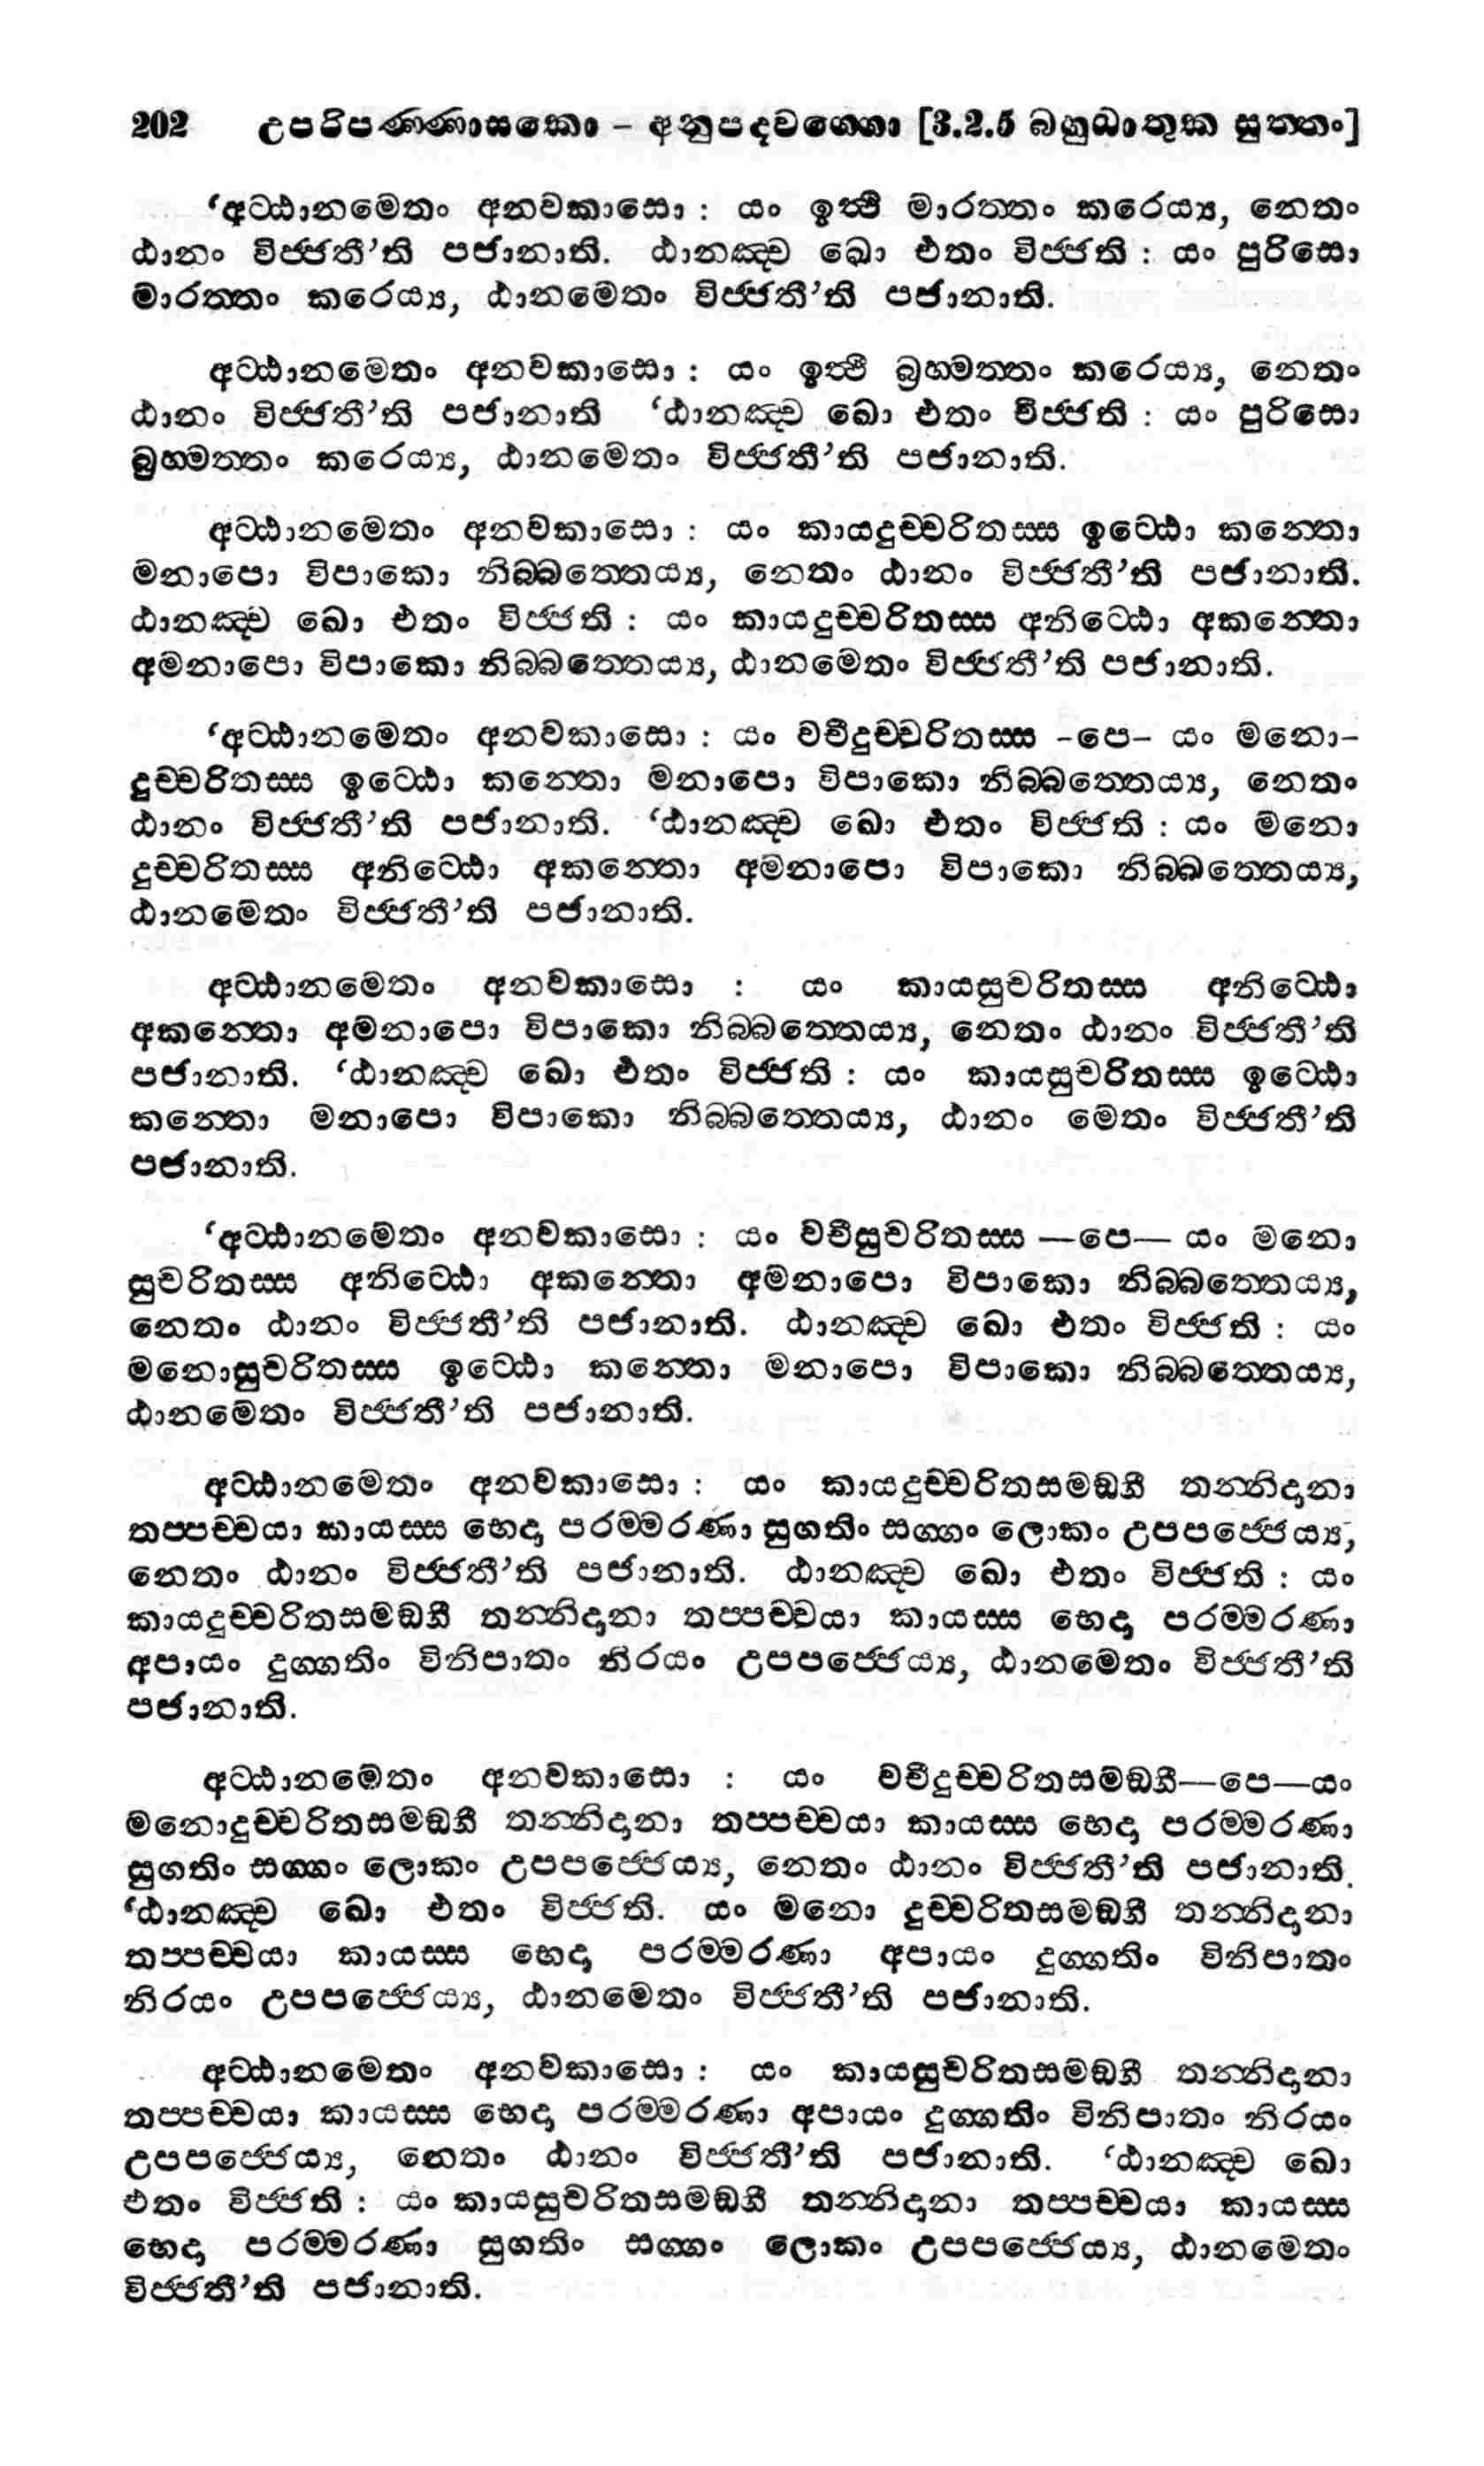 202 උපරිපණ්ණාසකො – අනුපදවග්ගො [3.2.5 බහුධාතුක සුත්තං]
‘අට්ඨානමෙතං අනවකාසො : යං ඉත්ථි මාරත්තං කරෙය්‍ය, නෙතං
ඨානං විජ්ජතී’ති පජානාති. ඨානඤ්ච ඛො එතං විජ්ජති : යං පුරිසො
මාරත්තං කරෙය්‍ය, ඨානමෙතං විජ්ජතී’ති පජානාති.
අට්ඨානමෙතං අනවකාසො : යං ඉත්ථි බ්‍රහ්මත්තං කරෙය්‍ය, නෙතං
ඨානං විජ්ජතී’ති පජානාති ‘ඨානඤ්ච ඛො එතං විජ්ජති : යං පුරිසො
බ්‍රහ්මත්තං කරෙය්‍ය, ඨානමෙතං විජ්ජතී’ති පජානාති.
අට්ඨානමෙතං අනවකාසො : යං කායදුච්චරිතස්ස ඉට්ඨො කන්තො
මනාපො විපාකො නිබ්බත්තෙය්‍ය, නෙතං ඨානං විජ්ජතී’ති පජානාති.
ඨානඤ්ච ඛො එතං විජ්ජති : යං කායදුච්චරිතස්ස අනිට්ඨො අකන්තො
අමනාපො විපාකො නිබ්බත්තෙය්‍ය, ඨානමෙතං විජ්ජතී’ති පජානාති.
‘අට්ඨානමෙතං අනවකාසො : යං වචීදුච්චරිතස්ස -පෙ- යං මනො-
දුච්චරිතස්ස ඉට්ඨො කන්තො මනාපො විපාකො නිබ්බත්තෙය්‍ය, නෙතං
ඨානං විජ්ජතී’ති පජානාති. ‘ඨානඤ්ච ඛො එතං විජ්ජති : යං මනො
දුච්චරිතස්ස අනිට්ඨො අකන්තො අමනාපො විපාකො නිබ්බත්තෙය්‍ය,
ඨානමෙතං විජ්ජතී’ති පජානාති.
අට්ඨානමෙතං අනවකාසො : යං කායසුචරිතස්ස අනිට්ඨො
අකන්තො අමනාපො විපාකො නිබ්බත්තෙය්‍ය, නෙතං ඨානං විජ්ජතී’ති
පජානාති. ‘ඨානඤ්ච ඛො එතං විජ්ජති : යං කායසුචරිතස්ස ඉට්ඨො
කන්තො මනාපො විපාකො නිබ්බත්තෙය්‍ය, ඨානං මෙතං විජ්ජතී’ති
පජානාති.
‘අට්ඨානමෙතං අනවකාසො : යං වචීසුචරිතස්ස —පෙ— යං මනො
සුචරිතස්ස අනිට්ඨො අකන්තො අමනාපො විපාකො නිබ්බත්තෙය්‍ය,
නෙතං ඨානං විජ්ජතී’ති පජානාති. ඨානඤ්ච ඛො එතං විජ්ජති : යං
මනොසුචරිතස්ස ඉට්ඨො කන්තො මනාපො විපාකො නිබ්බත්තෙය්‍ය,
ඨානමෙතං විජ්ජතී’ති පජානාති.
අට්ඨානමෙතං අනවකාසො : යං කායදුච්චරිතසමඞ්ගී තන්නිදානා
තප්පච්චයා කායස්ස භෙදා පරම්මරණා සුගතිං සග්ගං ලොකං උපපජ්ජෙය්‍ය,
නෙතං ඨානං විජ්ජතී’ති පජානාති. ඨානඤ්ච ඛො එතං විජ්ජති : යං
කායදුච්චරිතසමඞ්ගී තන්නිදානා තප්පච්චයා කායස්ස භෙදා පරම්මරණා
අපායං දුග්ගතිං විනිපාතං නිරයං උපපජ්ජෙය්‍ය, ඨානමෙතං විජ්ජතී’ති
පජානාති.
අට්ඨානමෙතං අනවකාසො : යං වචීදුච්චරිතසමඞ්ගී—පෙ—යං
මනොදුච්චරිතසමඞ්ගී තන්නිදානා තප්පච්චයා කායස්ස භෙදා පරම්මරණා
සුගතිං සග්ගං ලොකං උපපජ්ජෙය්‍ය, නෙතං ඨානං විජ්ජතී’ති පජානාති.
‘ඨානඤ්ච ඛො එතං විජ්ජති. යං මනො දුච්චරිතසමඞ්ගී තන්නිදානා
තප්පච්චයා කායස්ස භෙදා පරම්මරණා අපායං දුග්ගතිං විනිපාතං
නිරයං උපපජ්ජෙය්‍ය, ඨානමෙතං විජ්ජතී’ති පජානාති.
අට්ඨානමෙතං අනවකාසො : යං කායසුචරිතසමඞ්ගී තන්නිදානා
තප්පච්චයා කායස්ස භෙදා පරම්මරණා අපායං දුග්ගතිං විනිපාතං නිරයං
උපපජ්ජෙය්‍ය, නෙතං ඨානං විජ්ජතී’ති පජානාති. ‘ඨානඤ්ච ඛො
එතං විජ්ජති : යං කායසුචරිතසමඞ්ගී තන්නිදානා තප්පච්චයා කායස්ස
භෙදා පරම්මරණා සුගතිං සග්ගං ලොකං උපපජ්ජෙය්‍ය, ඨානමෙතං
විජ්ජතී’ති පජානාති.